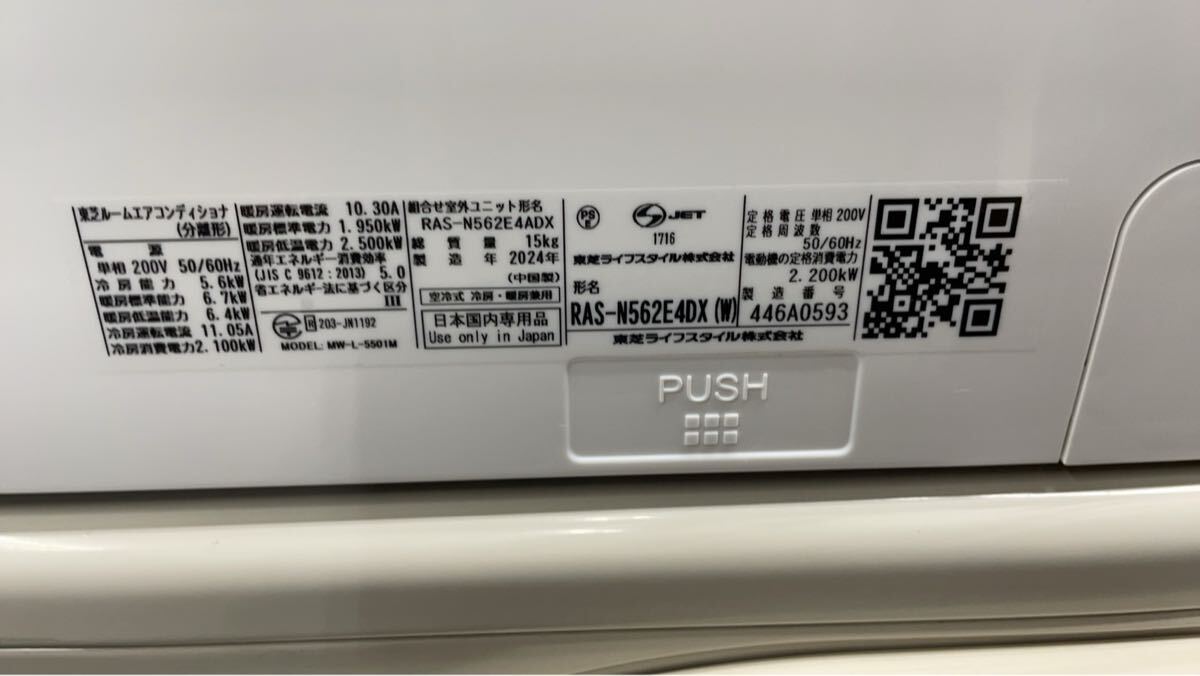 東芝ルームエアコンディショナ
(分離形)
電源
単相 200V 50/60Hz
冷房能力 5.6kW
暖房標準能力 6.7kW
暖房低温能力 6.4kW
冷房運転電流 11.05A
冷房消費電力 2.100kW
暖房運転電流 10.30A
暖房標準電力 1.950kW
暖房低温電力 2.500kW
通年エネルギー消費効率
(JIS C 9612:2013) 5.0
省エネルギー法に基づく区分
III
R 203-JN1192
MODEL: MW-L-5501M
組合せ室外ユニット形名
RAS-N562E4ADX
総質量 15kg
製造年 2024年
(中国製)
空冷式 冷房・暖房兼用
日本国内専用品
Use only in Japan
PS
E
JET
1716
東芝ライフスタイル株式会社
形名
RAS-N562E4DX(W)
東芝ライフスタイル株式会社
定格電圧 単相200V
定格周波数
50/60Hz
電動機の定格消費電力
2.200kW
製造番号
446A0593
PUSH